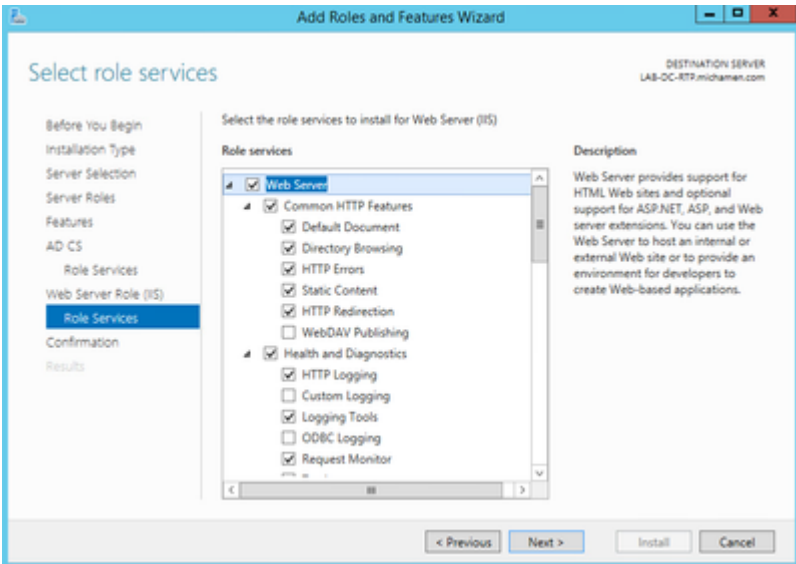 Add Roles and Features Wizard
Select role services
DESTINATION SERVER
LAB-DC-RTP.michamen.com
Before You Begin
Installation Type
Server Selection
Server Roles
Features
AD CS
Role Services
Web Server Role (IIS)
Role Services
Confirmation
Results
Select the role services to install for Web Server (IIS)
Role services
Web Server
Common HTTP Features
Default Document
Directory Browsing
HTTP Errors
Static Content
HTTP Redirection
WebDAV Publishing
Health and Diagnostics
HTTP Logging
Custom Logging
Logging Tools
ODBC Logging
Request Monitor
Description
Web Server provides support for
HTML Web sites and optional
support for ASP.NET, ASP, and Web
server extensions. You can use the
Web Server to host an internal or
external Web site or to provide an
environment for developers to
create Web-based applications.
< Previous
Next >
Install
Cancel